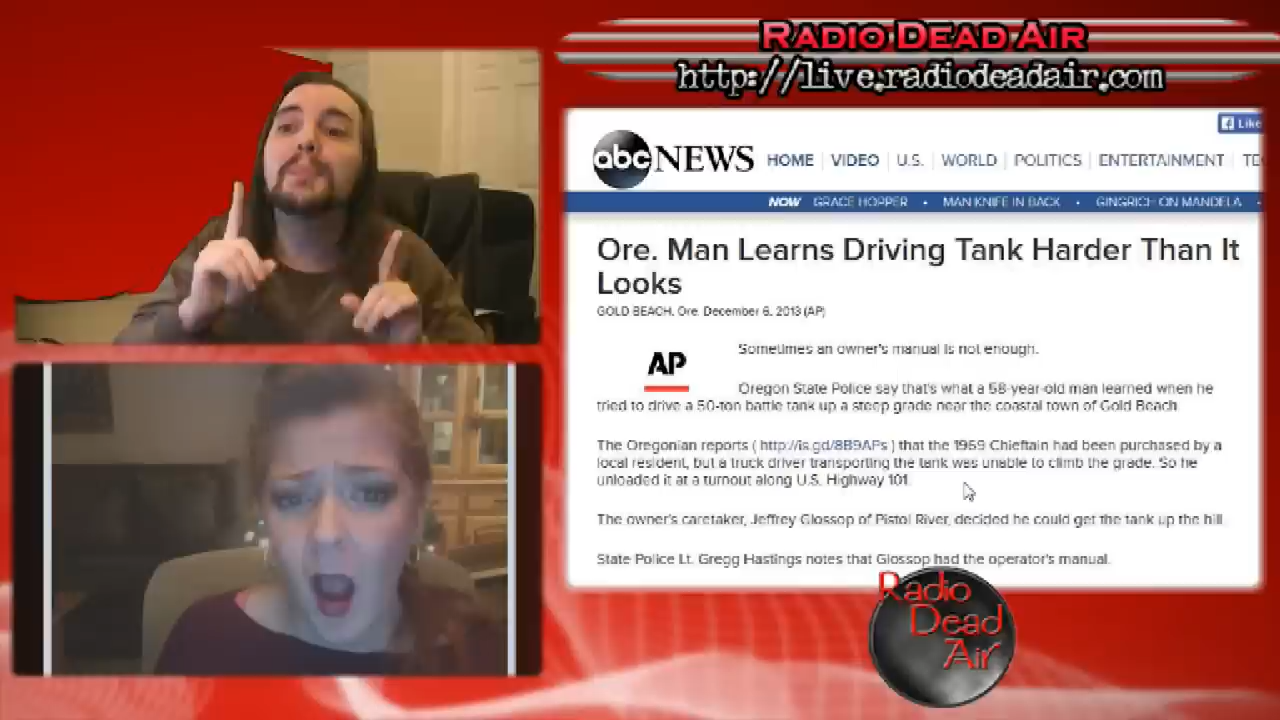 Radio Dead Air
http://live.radiodeadair.com
Like
abc NEWS HOME VIDEO U.S. WORLD POLITICS ENTERTAINMENT
NOW GRACE HOPPER • MAN KNIFE IN BACK • GINGRICH ON MANDELA •
Ore. Man Learns Driving Tank Harder Than It
Looks
GOLD BEACH, Ore. December 6, 2013 (AP)
AP
Sometimes an owner's manual is not enough.
Oregon State Police say that's what a 58-year-old man learned when he
tried to drive a 50-ton battle tank up a steep grade near the coastal town of Gold Beach.
The Oregonian reports ( http://is.gd/8B9APs ) that the 1969 Chieftain had been purchased by a
local resident, but a truck driver transporting the tank was unable to climb the grade. So he
unloaded it at a turnout along U.S. Highway 101.
The owner's caretaker, Jeffrey Glossop of Pistol River, decided he could get the tank up the hill.
State Police Lt. Gregg Hastings notes that Glossop had the operator's manual.
Radio
Dead
Air